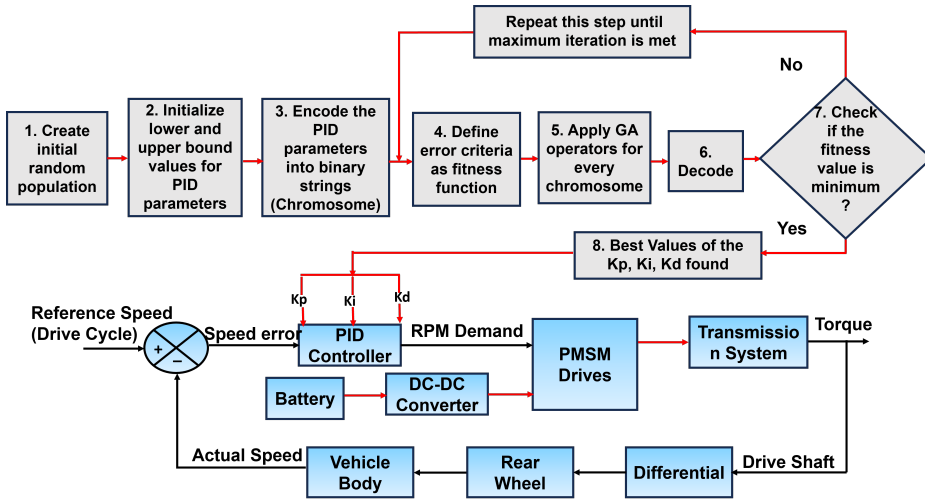 Repeat this step until
maximum iteration is met
No
1. Create
initial
random
population
2. Initialize
lower and
upper bound
values for
PID
parameters
3. Encode the
PID
parameters
into binary
strings
(Chromosome)
4. Define
error criteria
as fitness
function
5. Apply GA
operators for
every
chromosome
6.
Decode
7. Check
if the
fitness
value is
minimum
?
Yes
8. Best Values of the
Kp, Ki, Kd found
Kp
Ki
Kd
Reference Speed
(Drive Cycle)
+
−
Speed error
PID
Controller
RPM Demand
PMSM
Drives
Transmissio
n System
Torque
Battery
DC-DC
Converter
Actual Speed
Vehicle
Body
Rear
Wheel
Differential
Drive Shaft